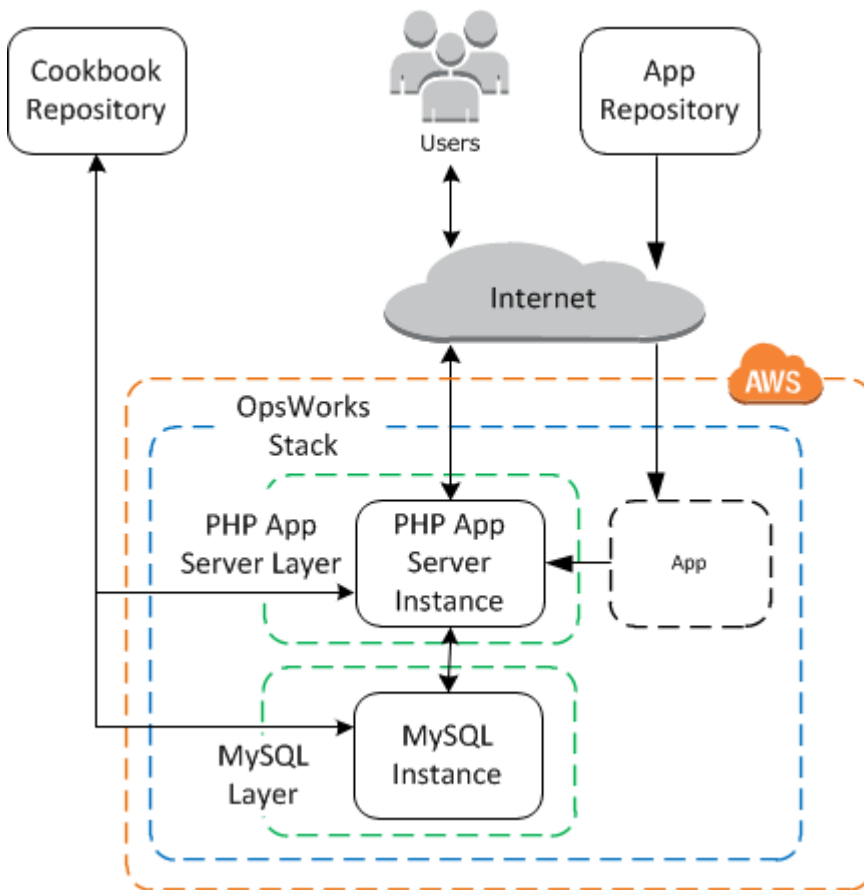 Cookbook
Repository
Users
App
Repository
Internet
AWS
OpsWorks
Stack
PHP App
Server Layer
PHP App
Server
Instance
App
MySQL
Layer
MySQL
Instance